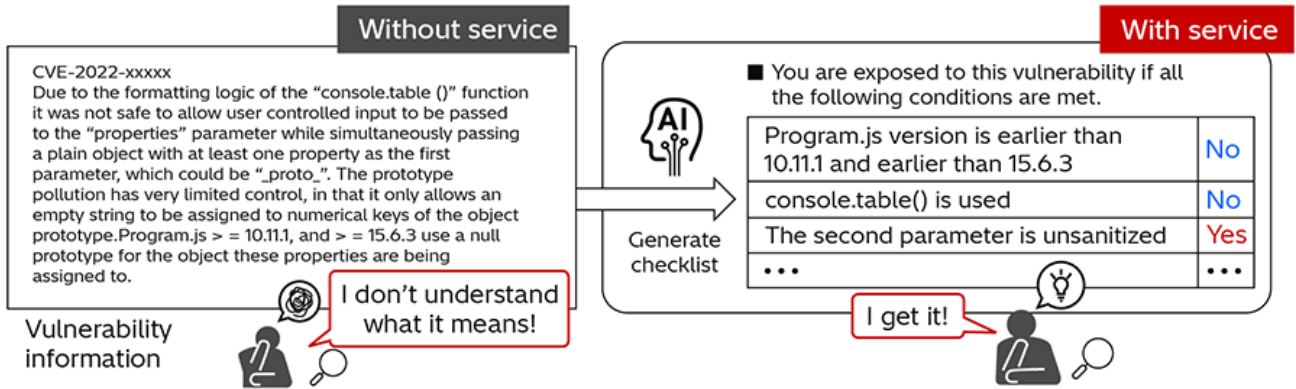 Without service
CVE-2022-xxxxx
Due to the formatting logic of the “console.table ()” function
it was not safe to allow user controlled input to be passed
to the “properties” parameter while simultaneously passing
a plain object with at least one property as the first
parameter, which could be “_proto_”. The prototype
pollution has very limited control, in that it only allows an
empty string to be assigned to numerical keys of the object
prototype.Program.js > = 10.11.1, and > = 15.6.3 use a null
prototype for the object these properties are being
assigned to.
I don’t understand
what it means!
Vulnerability
information
With service
AI
Generate
checklist
■ You are exposed to this vulnerability if all
the following conditions are met.
Program.js version is earlier than
10.11.1 and earlier than 15.6.3
No
console.table() is used
No
The second parameter is unsanitized
Yes
•••
•••
I get it!